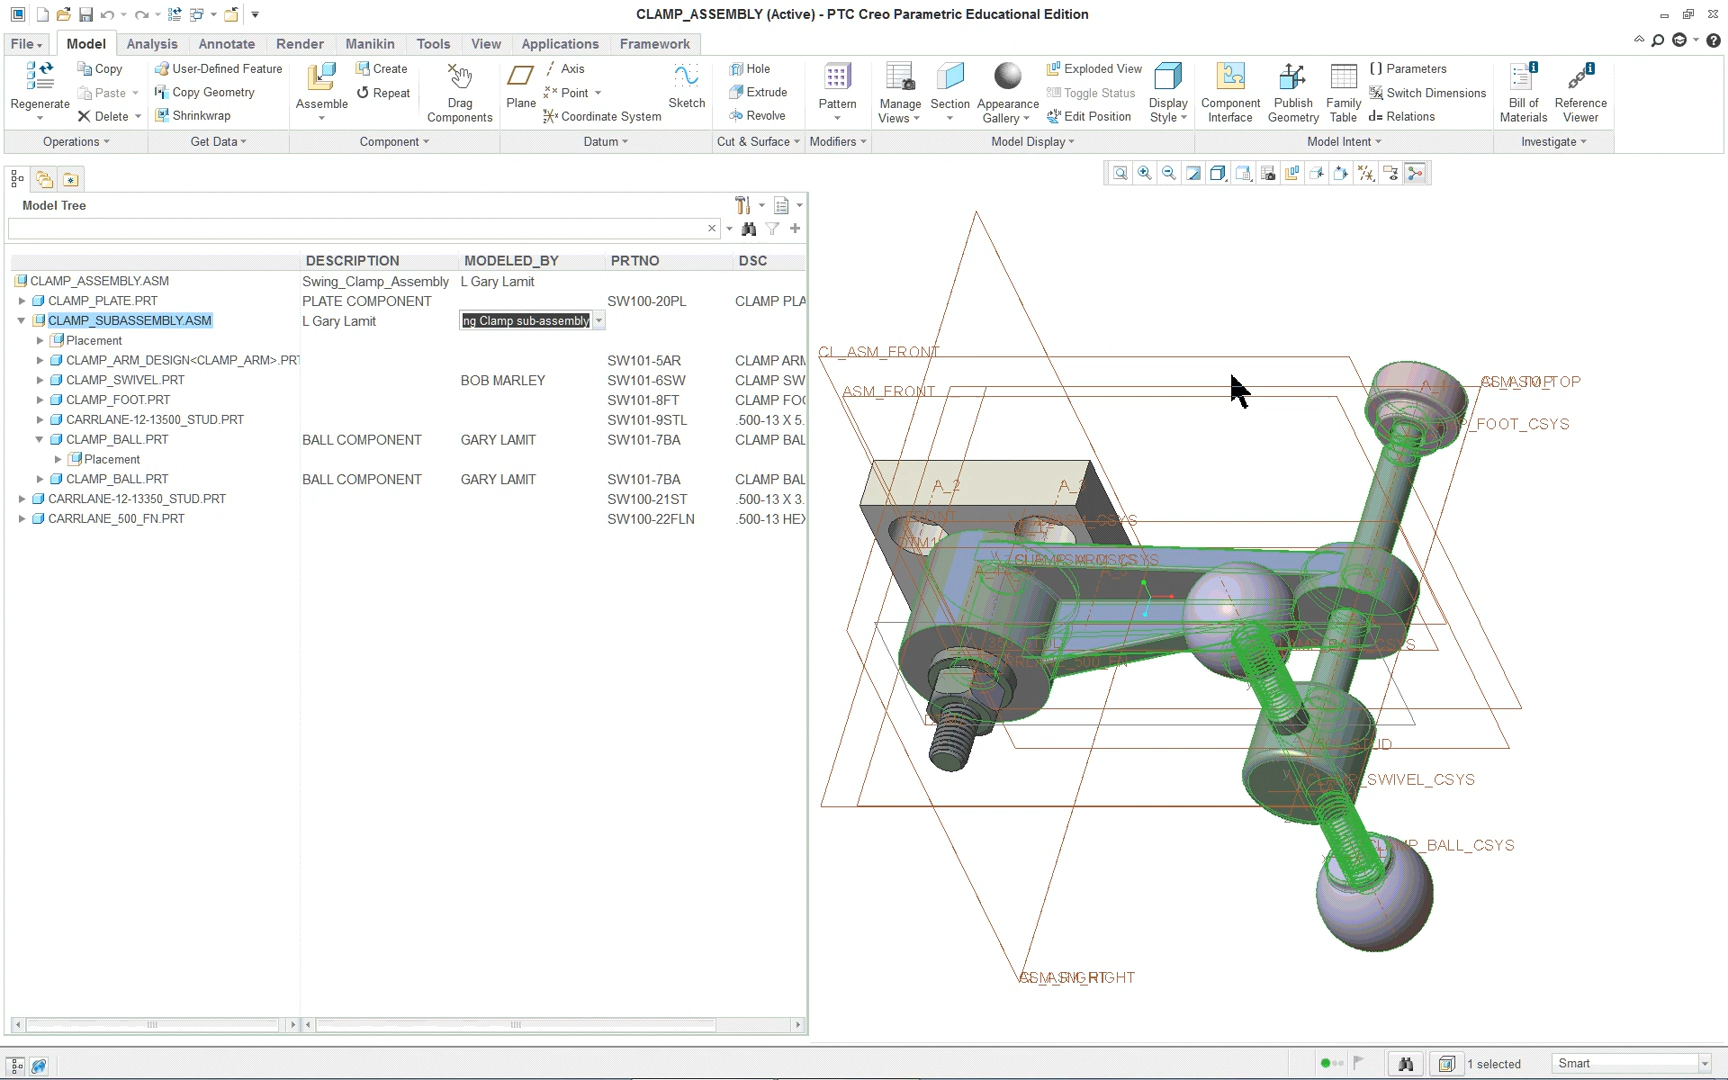 CLAMP_ASSEMBLY (Active) - PTC Creo Parametric Educational Edition
File Model Analysis Annotate Render Manikin Tools View Applications Framework
Regenerate
Copy
Paste
Delete
Operations
User-Defined Feature
Copy Geometry
Shrinkwrap
Get Data
Assemble
Create
Repeat
Drag Components
Component
Plane
Axis
Point
Coordinate System
Sketch
Datum
Hole
Extrude
Revolve
Cut & Surface
Pattern
Modifiers
Manage Views
Section
Appearance Gallery
Exploded View
Toggle Status
Edit Position
Display Style
Model Display
Component Interface
Publish Geometry
Family Table
Parameters
Switch Dimensions
d= Relations
Model Intent
Bill of Materials
Reference Viewer
Investigate
Model Tree
DESCRIPTION MODELED_BY PRTNO DSC
CLAMP_ASSEMBLY.ASM Swing_Clamp_Assembly L Gary Lamit
CLAMP_PLATE.PRT PLATE COMPONENT SW100-20PL CLAMP PLA
CLAMP_SUBASSEMBLY.ASM L Gary Lamit ng Clamp sub-assembly
Placement
CLAMP_ARM_DESIGN<CLAMP_ARM>.PRT SW101-5AR CLAMP ARM
CLAMP_SWIVEL.PRT BOB MARLEY SW101-6SW CLAMP SW
CLAMP_FOOT.PRT SW101-8FT CLAMP FOO
CARRLANE-12-13500_STUD.PRT SW101-9STL .500-13 X 5.
CLAMP_BALL.PRT BALL COMPONENT GARY LAMIT SW101-7BA CLAMP BAL
Placement
CLAMP_BALL.PRT BALL COMPONENT GARY LAMIT SW101-7BA CLAMP BAL
CARRLANE-12-13350_STUD.PRT SW100-21ST .500-13 X 3.
CARRLANE_500_FN.PRT SW100-22FLN .500-13 HEX
CL_ASM_FRONT
ASM_FRONT
ASM_TOP
_FOOT_CSYS
A_2
A_3
_SWIVEL_CSYS
CLAMP_BALL_CSYS
1 selected
Smart